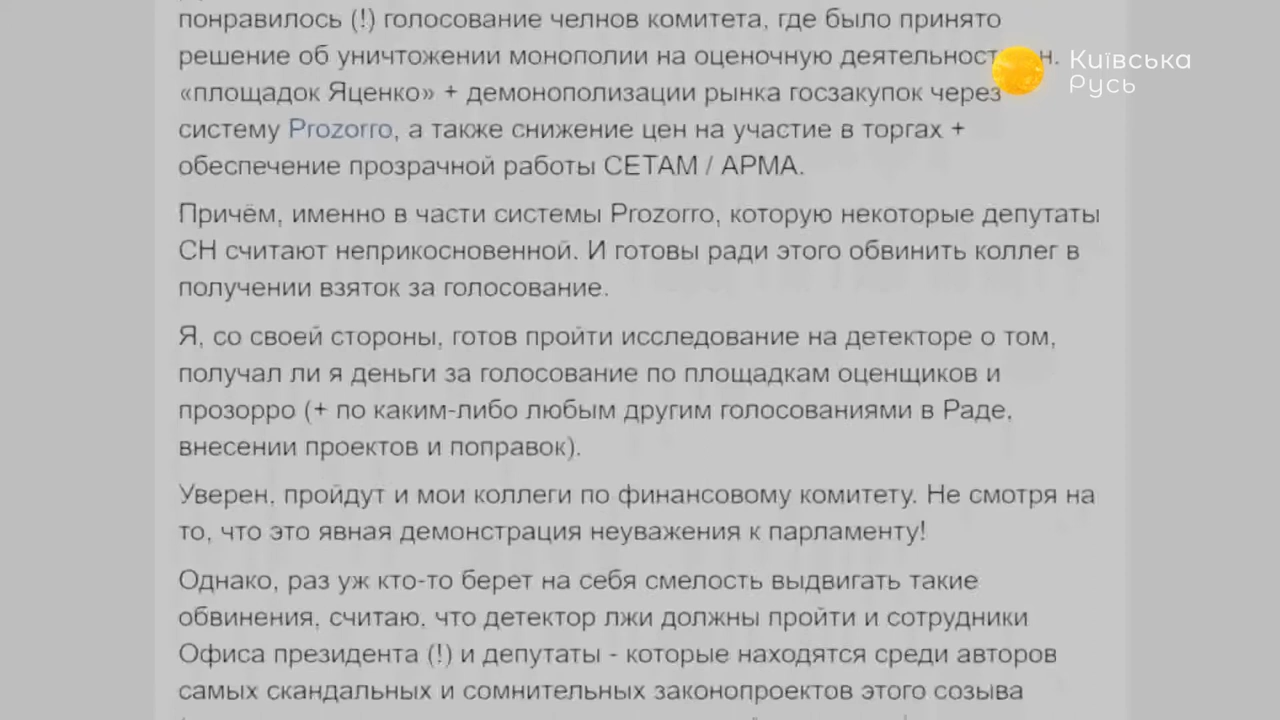 понравилось (!) голосование челнов комитета, где было принято
решение об уничтожении монополии на оценочную деятельност н.
«площадок Яценко» + демонополизации рынка госзакупок через
систему Prozorro, а также снижение цен на участие в торгах +
обеспечение прозрачной работы СЕТАМ / АРМА.
Причём, именно в части системы Prozorro, которую некоторые депутаты
СН считают неприкосновенной. И готовы ради этого обвинить коллег в
получении взяток за голосование.
Я, со своей стороны, готов пройти исследование на детекторе о том,
получал ли я деньги за голосование по площадкам оценщиков и
прозорро (+ по каким-либо любым другим голосованиями в Раде,
внесении проектов и поправок).
Уверен, пройдут и мои коллеги по финансовому комитету. Не смотря на
то, что это явная демонстрация неуважения к парламенту!
Однако, раз уж кто-то берет на себя смелость выдвигать такие
обвинения, считаю, что детектор лжи должны пройти и сотрудники
Офиса президента (!) и депутаты - которые находятся среди авторов
самых скандальных и сомнительных законопроектов этого созыва
Київська
Русь